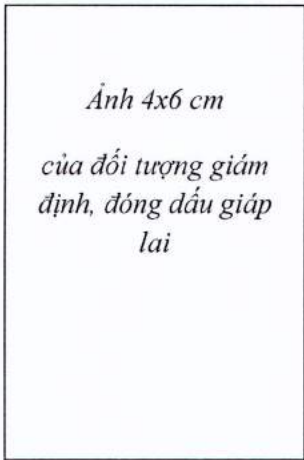 Ảnh 4x6 cm
của đối tượng giám
định, đóng dấu giáp
lai